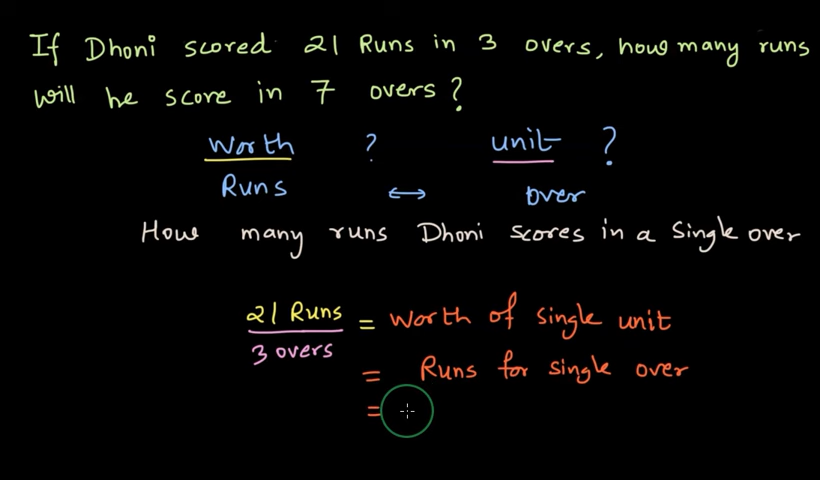 If Dhoni scored 21 Runs in 3 overs, how many runs
will he score in 7 overs?
Worth ? unit ?
Runs ↔ over
How many runs Dhoni scores in a single over
21 Runs = Worth of single unit
3 overs
= Runs for single over
=